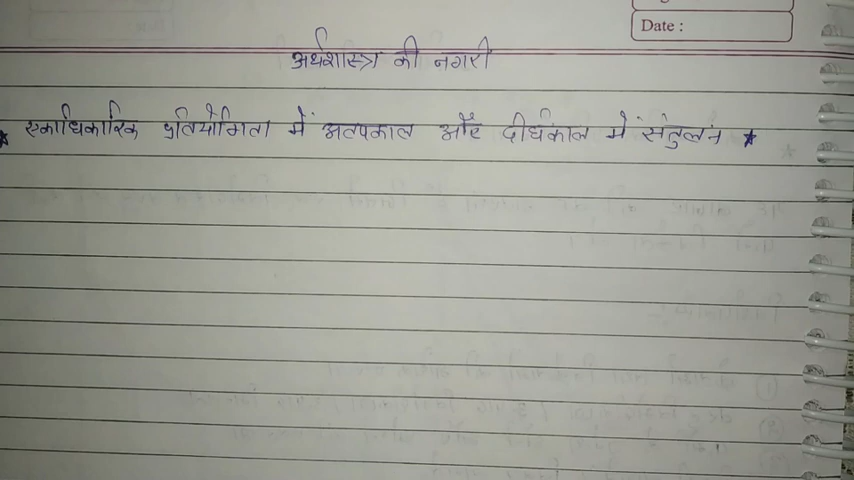 Date :
अर्थशास्त्र की नगरी
★ एकाधिकारिक प्रतियोगिता में अल्पकाल और दीर्घकाल में संतुलन ★